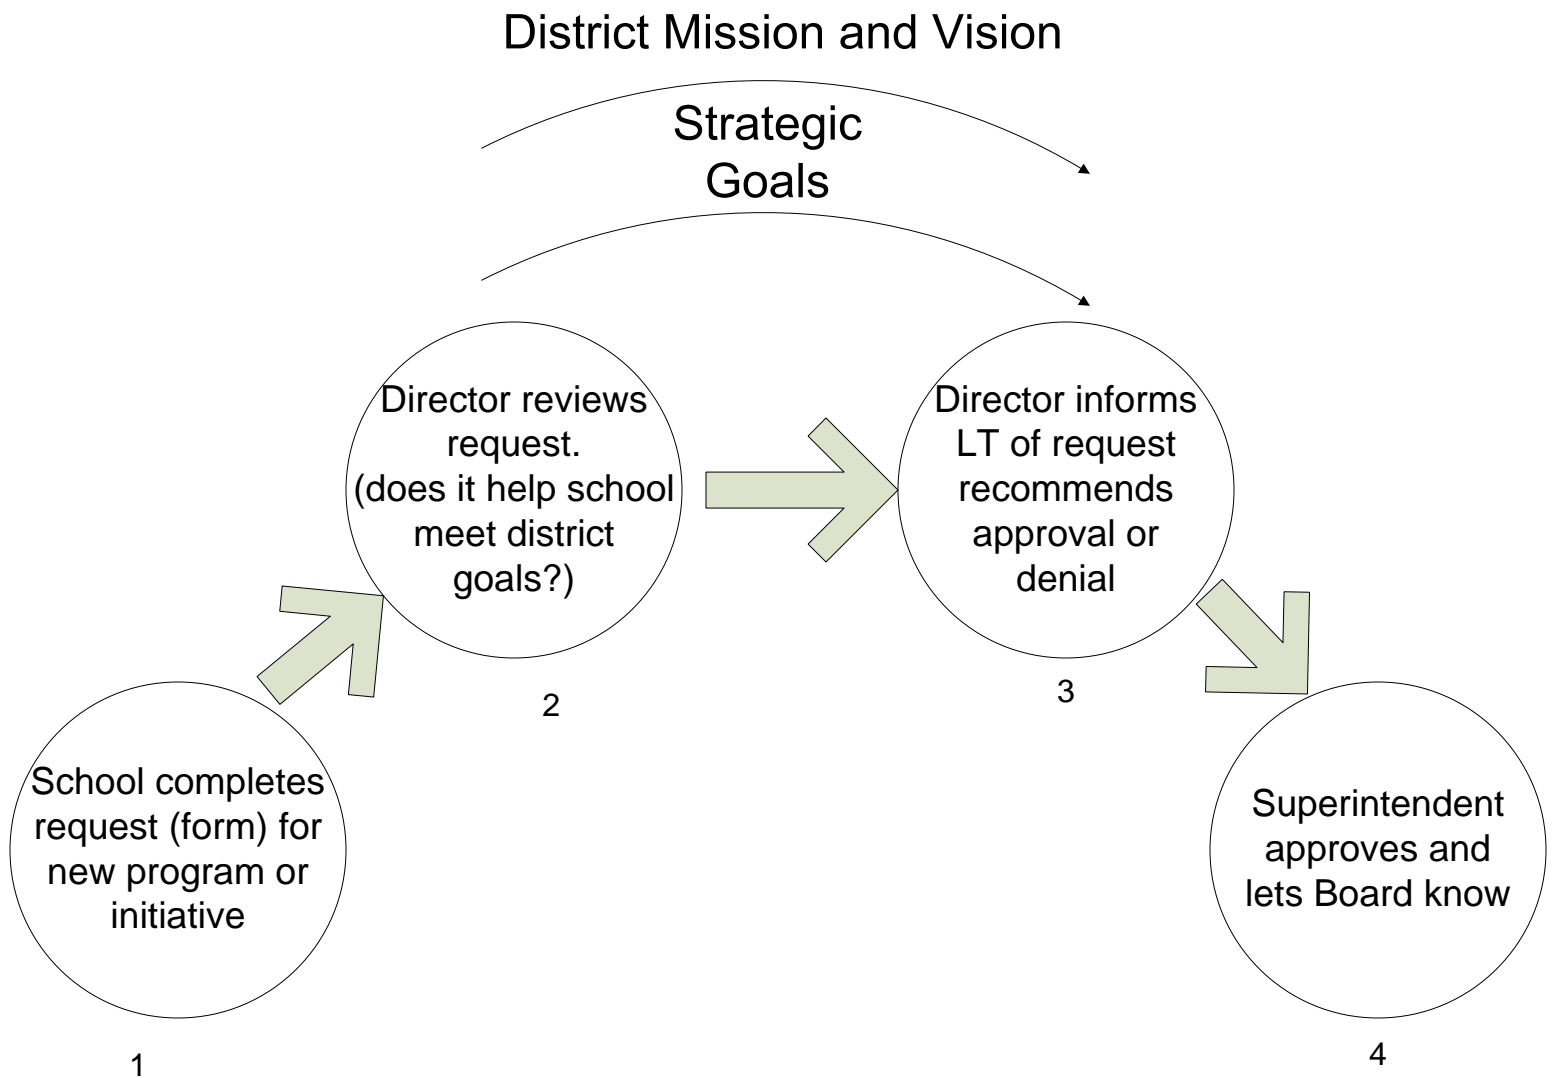 District Mission and Vision
Strategic
Goals
School completes
request (form) for
new program or
initiative
1
Director reviews
request.
(does it help school
meet district
goals?)
2
Director informs
LT of request
recommends
approval or
denial
3
Superintendent
approves and
lets Board know
4